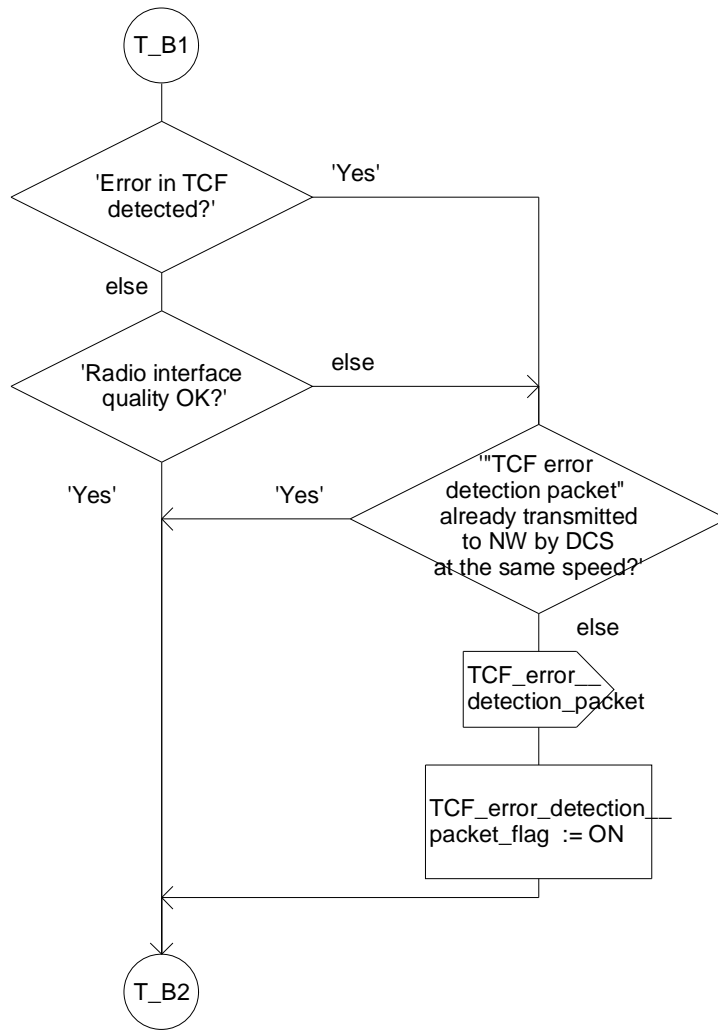 T_B1
'Error in TCF
detected?'
'Yes'
else
'Radio interface
quality OK?'
else
'Yes'
'Yes'
'"TCF error
detection packet"
already transmitted
to NW by DCS
at the same speed?'
else
TCF_error__
detection_packet
TCF_error_detection__
packet_flag := ON
T_B2